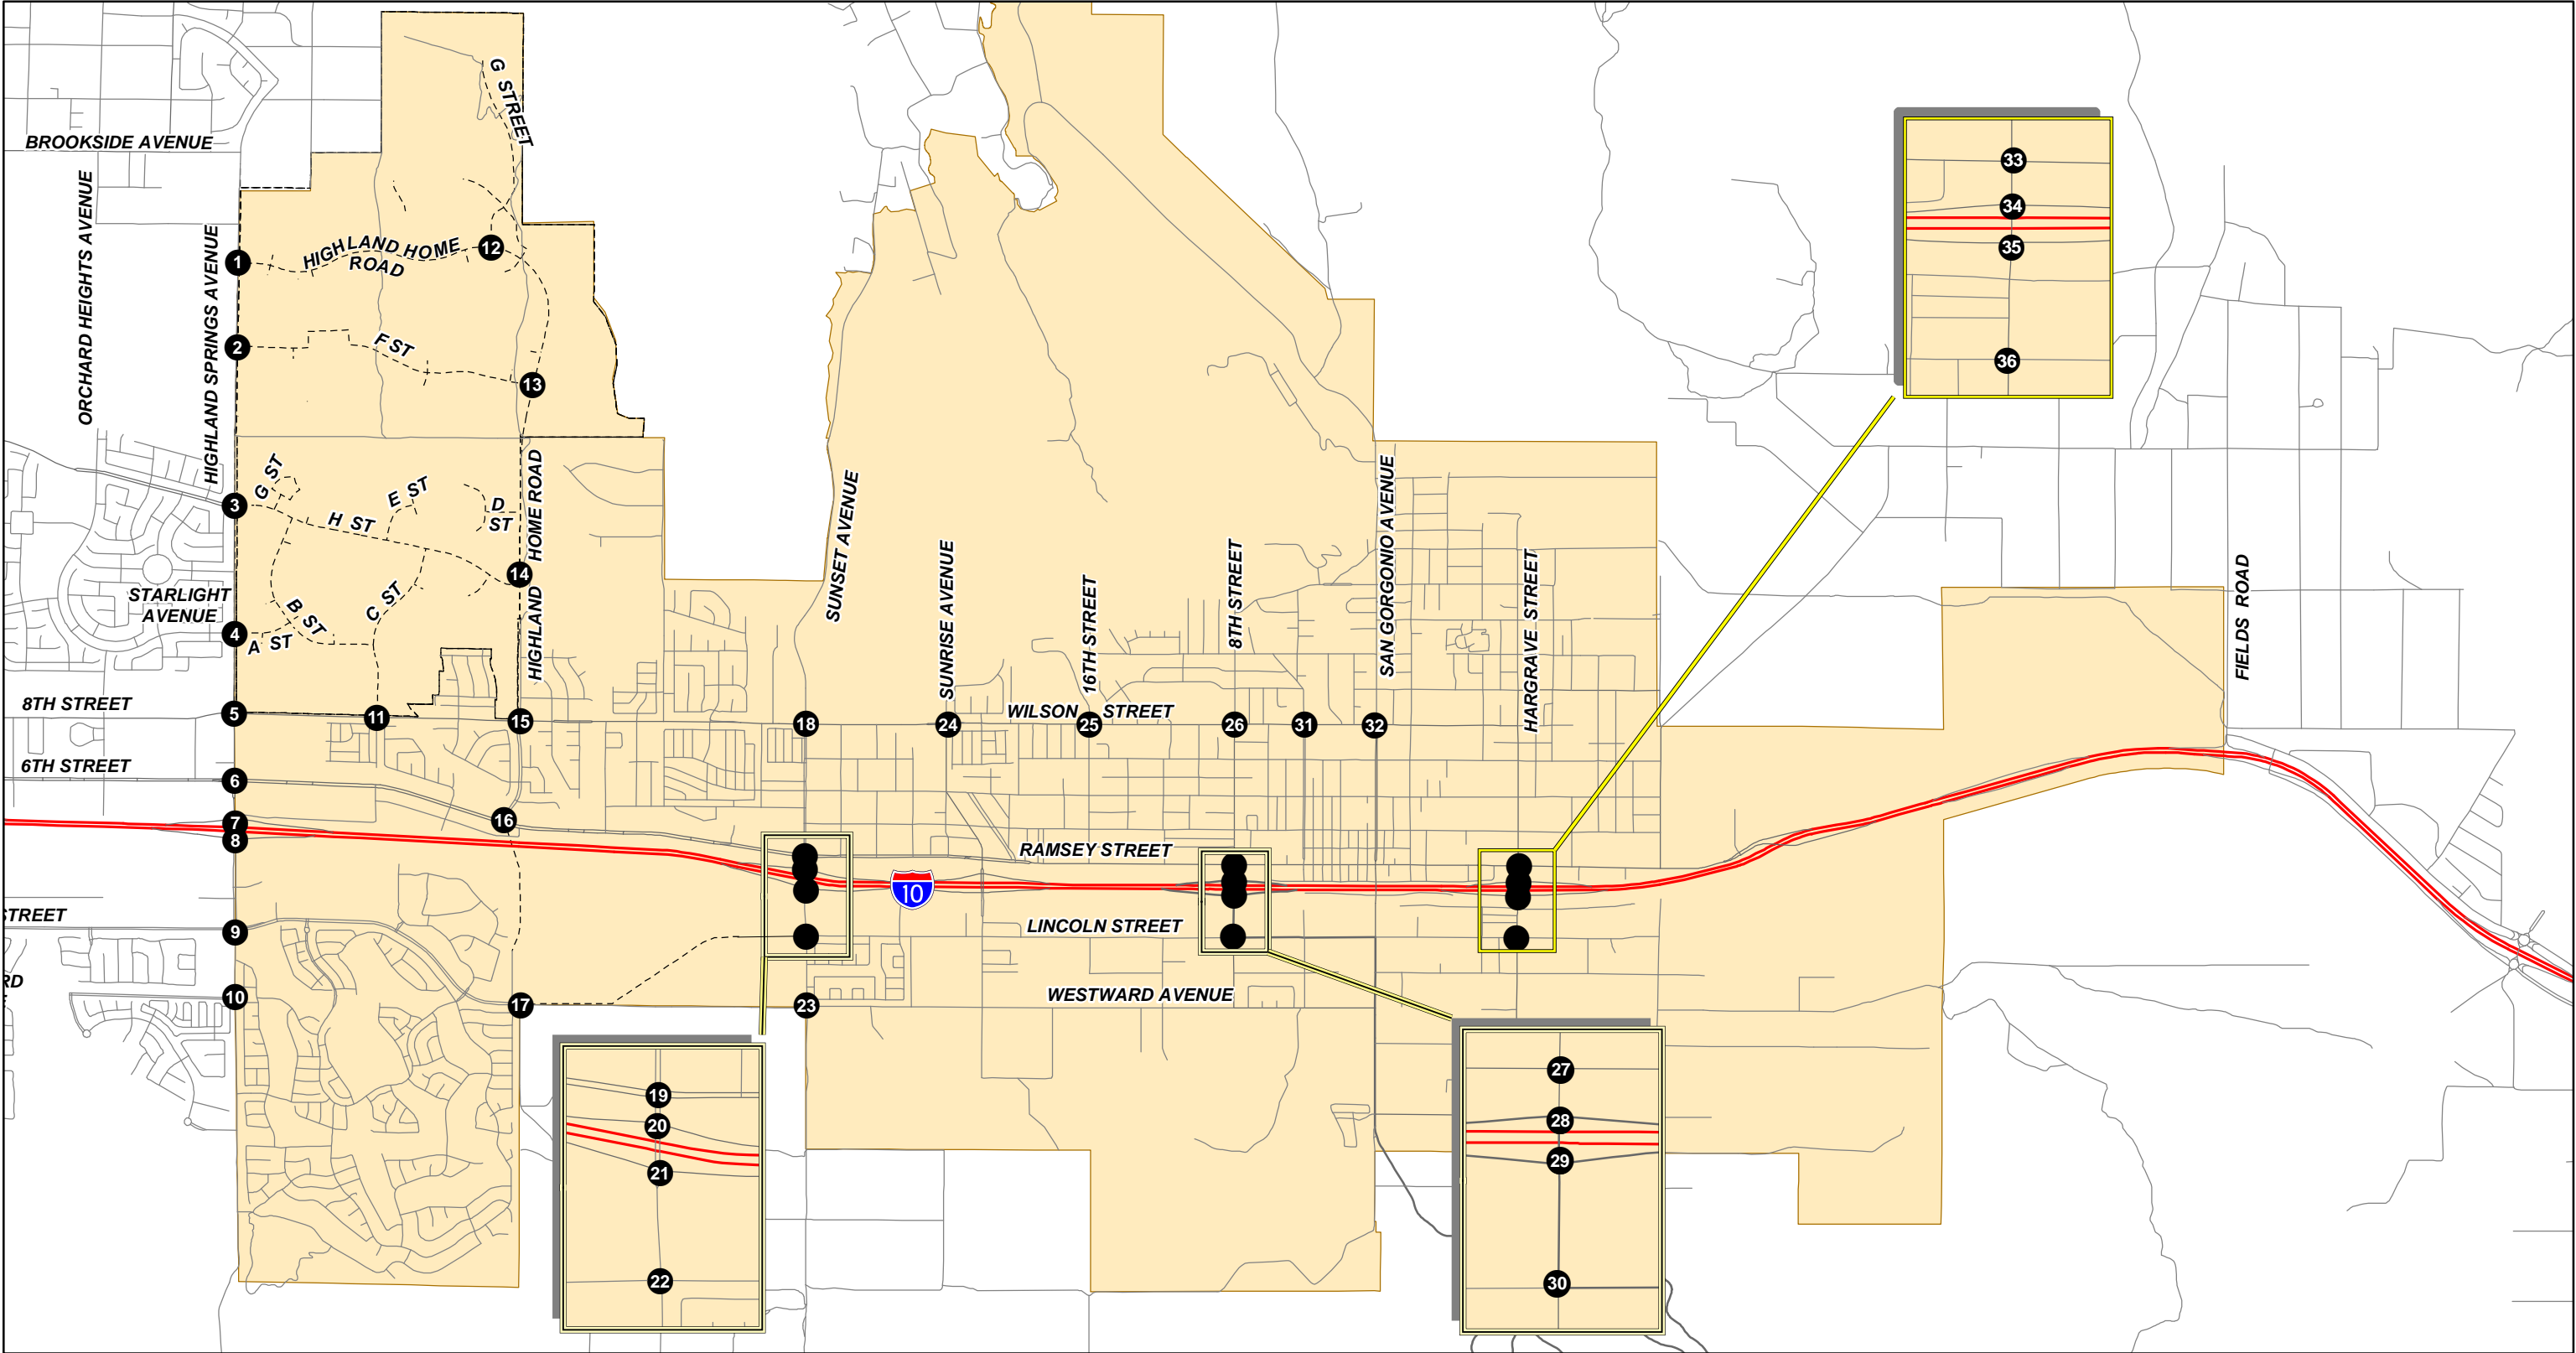 G STREET
BROOKSIDE AVENUE
ORCHARD HEIGHTS AVENUE
HIGHLAND SPRINGS AVENUE
1
HIGHLAND HOME
ROAD
12
2
F ST
13
33
34
35
36
3
G ST
H ST
E ST
D
ST
HIGHLAND HOME ROAD
14
STARLIGHT
AVENUE
4
A ST
B ST
C ST
SUNSET AVENUE
SUNRISE AVENUE
16TH STREET
8TH STREET
SAN GORGONIO AVENUE
HARGRAVE STREET
FIELDS ROAD
8TH STREET
5
11
15
18
24
WILSON STREET
25
26
31
32
6TH STREET
6
7
8
16
RAMSEY STREET
10
STREET
9
LINCOLN STREET
RD
10
17
23
WESTWARD AVENUE
19
20
21
22
27
28
29
30